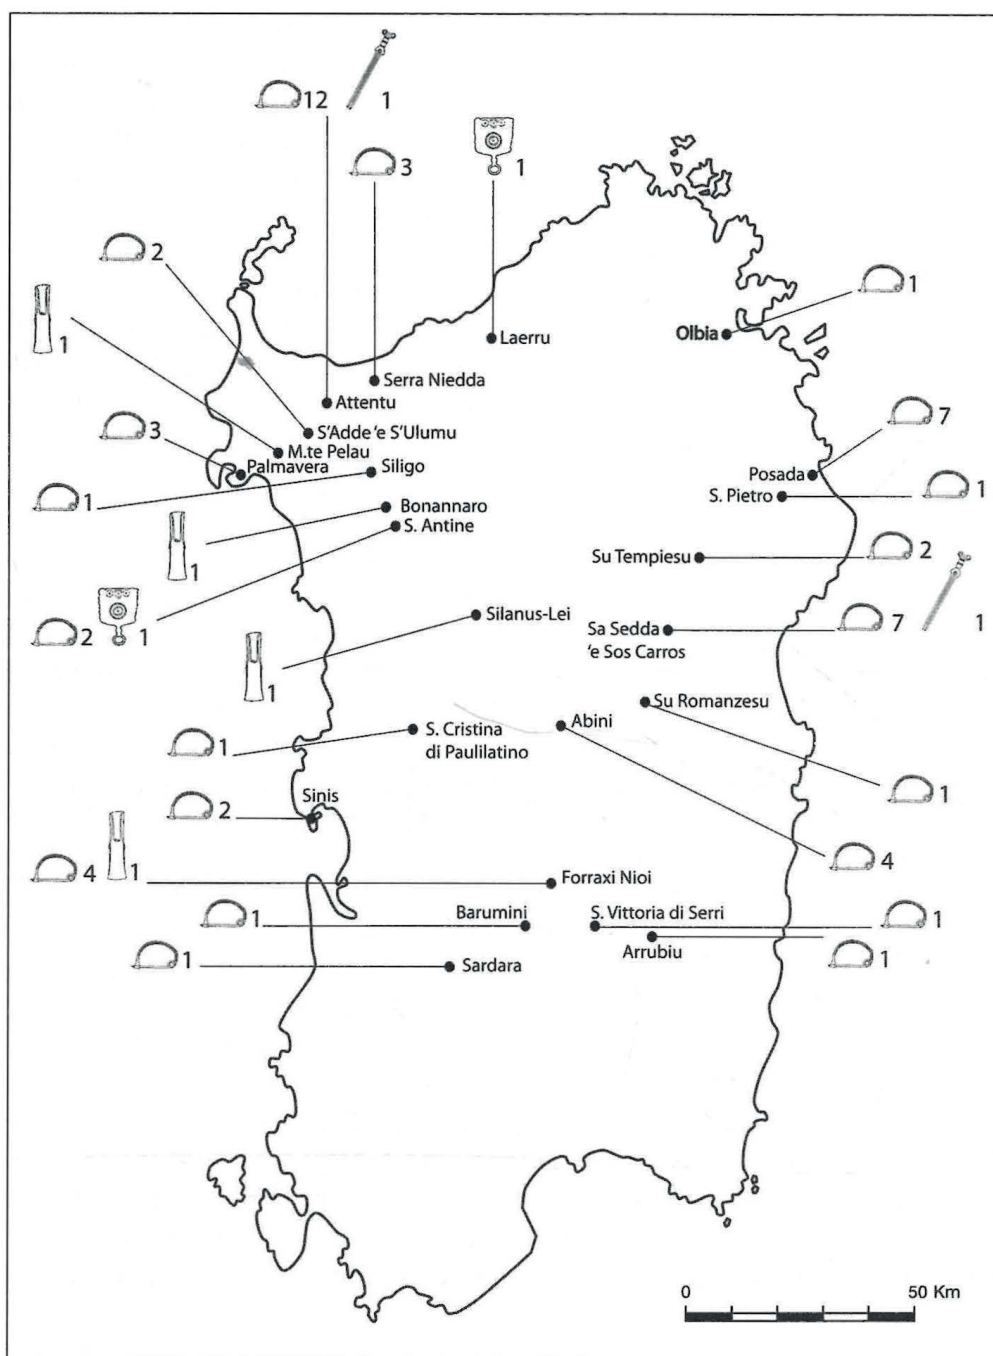 12
1
3
1
2
1
1
Laerru
Olbia
Serra Niedda
Attentu
3
7
S'Adde 'e S'Ulumu
M.te Pelau
Palmavera
Siligo
Posada
1
S. Pietro
1
Bonannaro
S. Antine
1
Su Tempiesu
2
2
1
Silanus-Lei
Sa Sedda
'e Sos Carros
7
1
1
Su Romanzesu
Abini
1
S. Cristina
di Paulilatino
Sinis
2
1
4
1
4
Forraxi Nioi
1
Barumini
S. Vittoria di Serri
1
Arrubiu
1
1
Sardara
0
50 Km